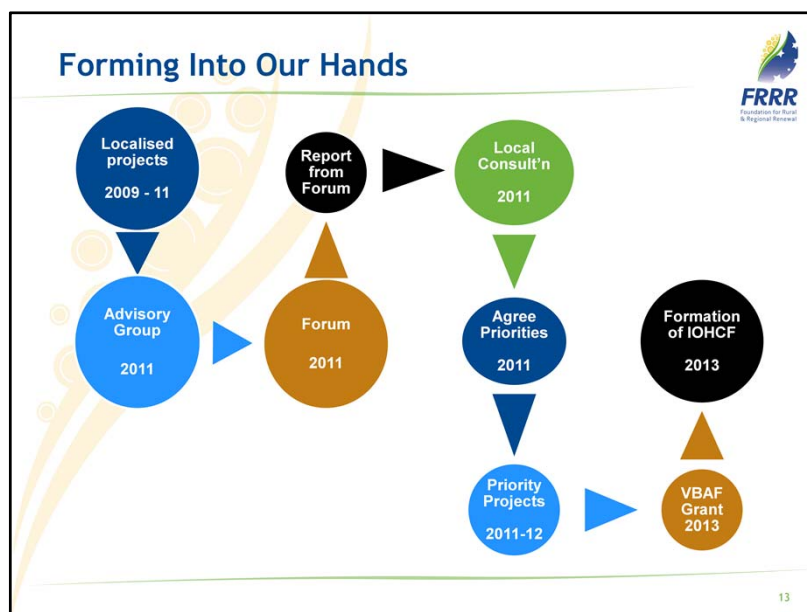 Forming Into Our Hands
FRRR
Foundation for Rural
& Regional Renewal
Localised
projects
2009 - 11
Advisory
Group
2011
Forum
2011
Report
from
Forum
Local
Consult'n
2011
Agree
Priorities
2011
Priority
Projects
2011-12
VBAF
Grant
2013
Formation
of IOHCF
2013
13